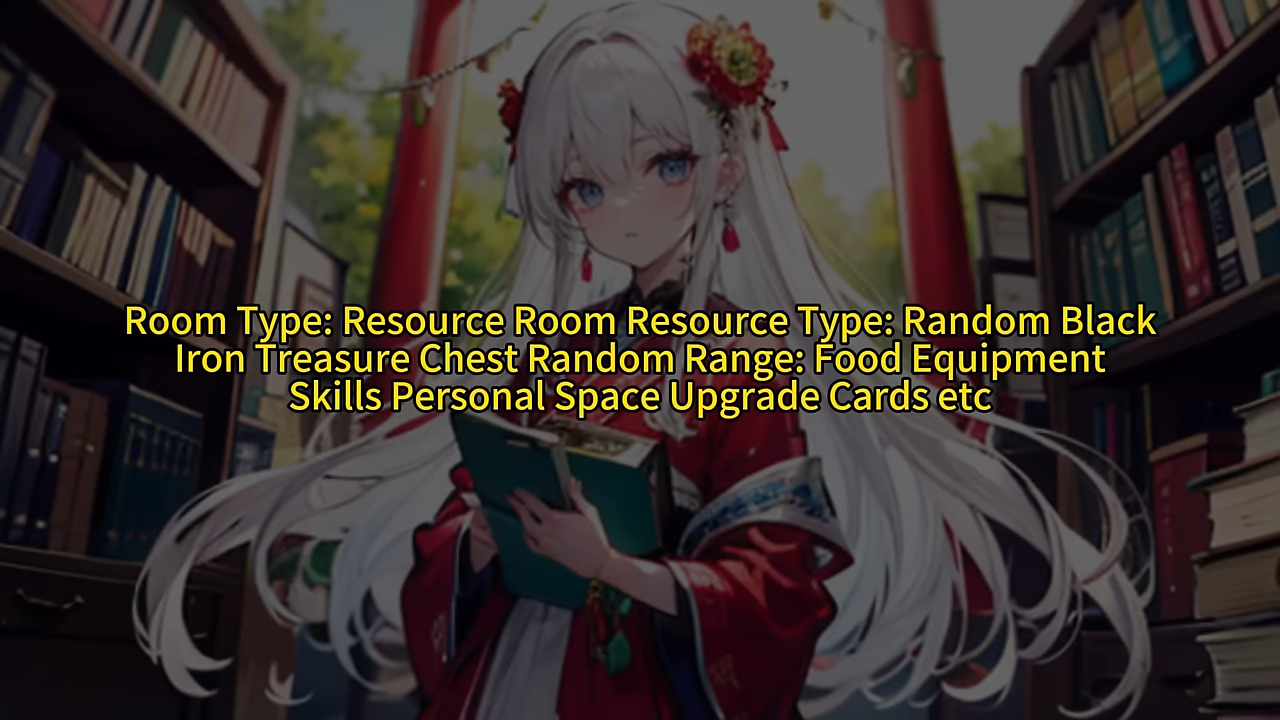 Room Type: Resource Room Resource Type: Random Black
Iron Treasure Chest Random Range: Food Equipment
Skills Personal Space Upgrade Cards etc